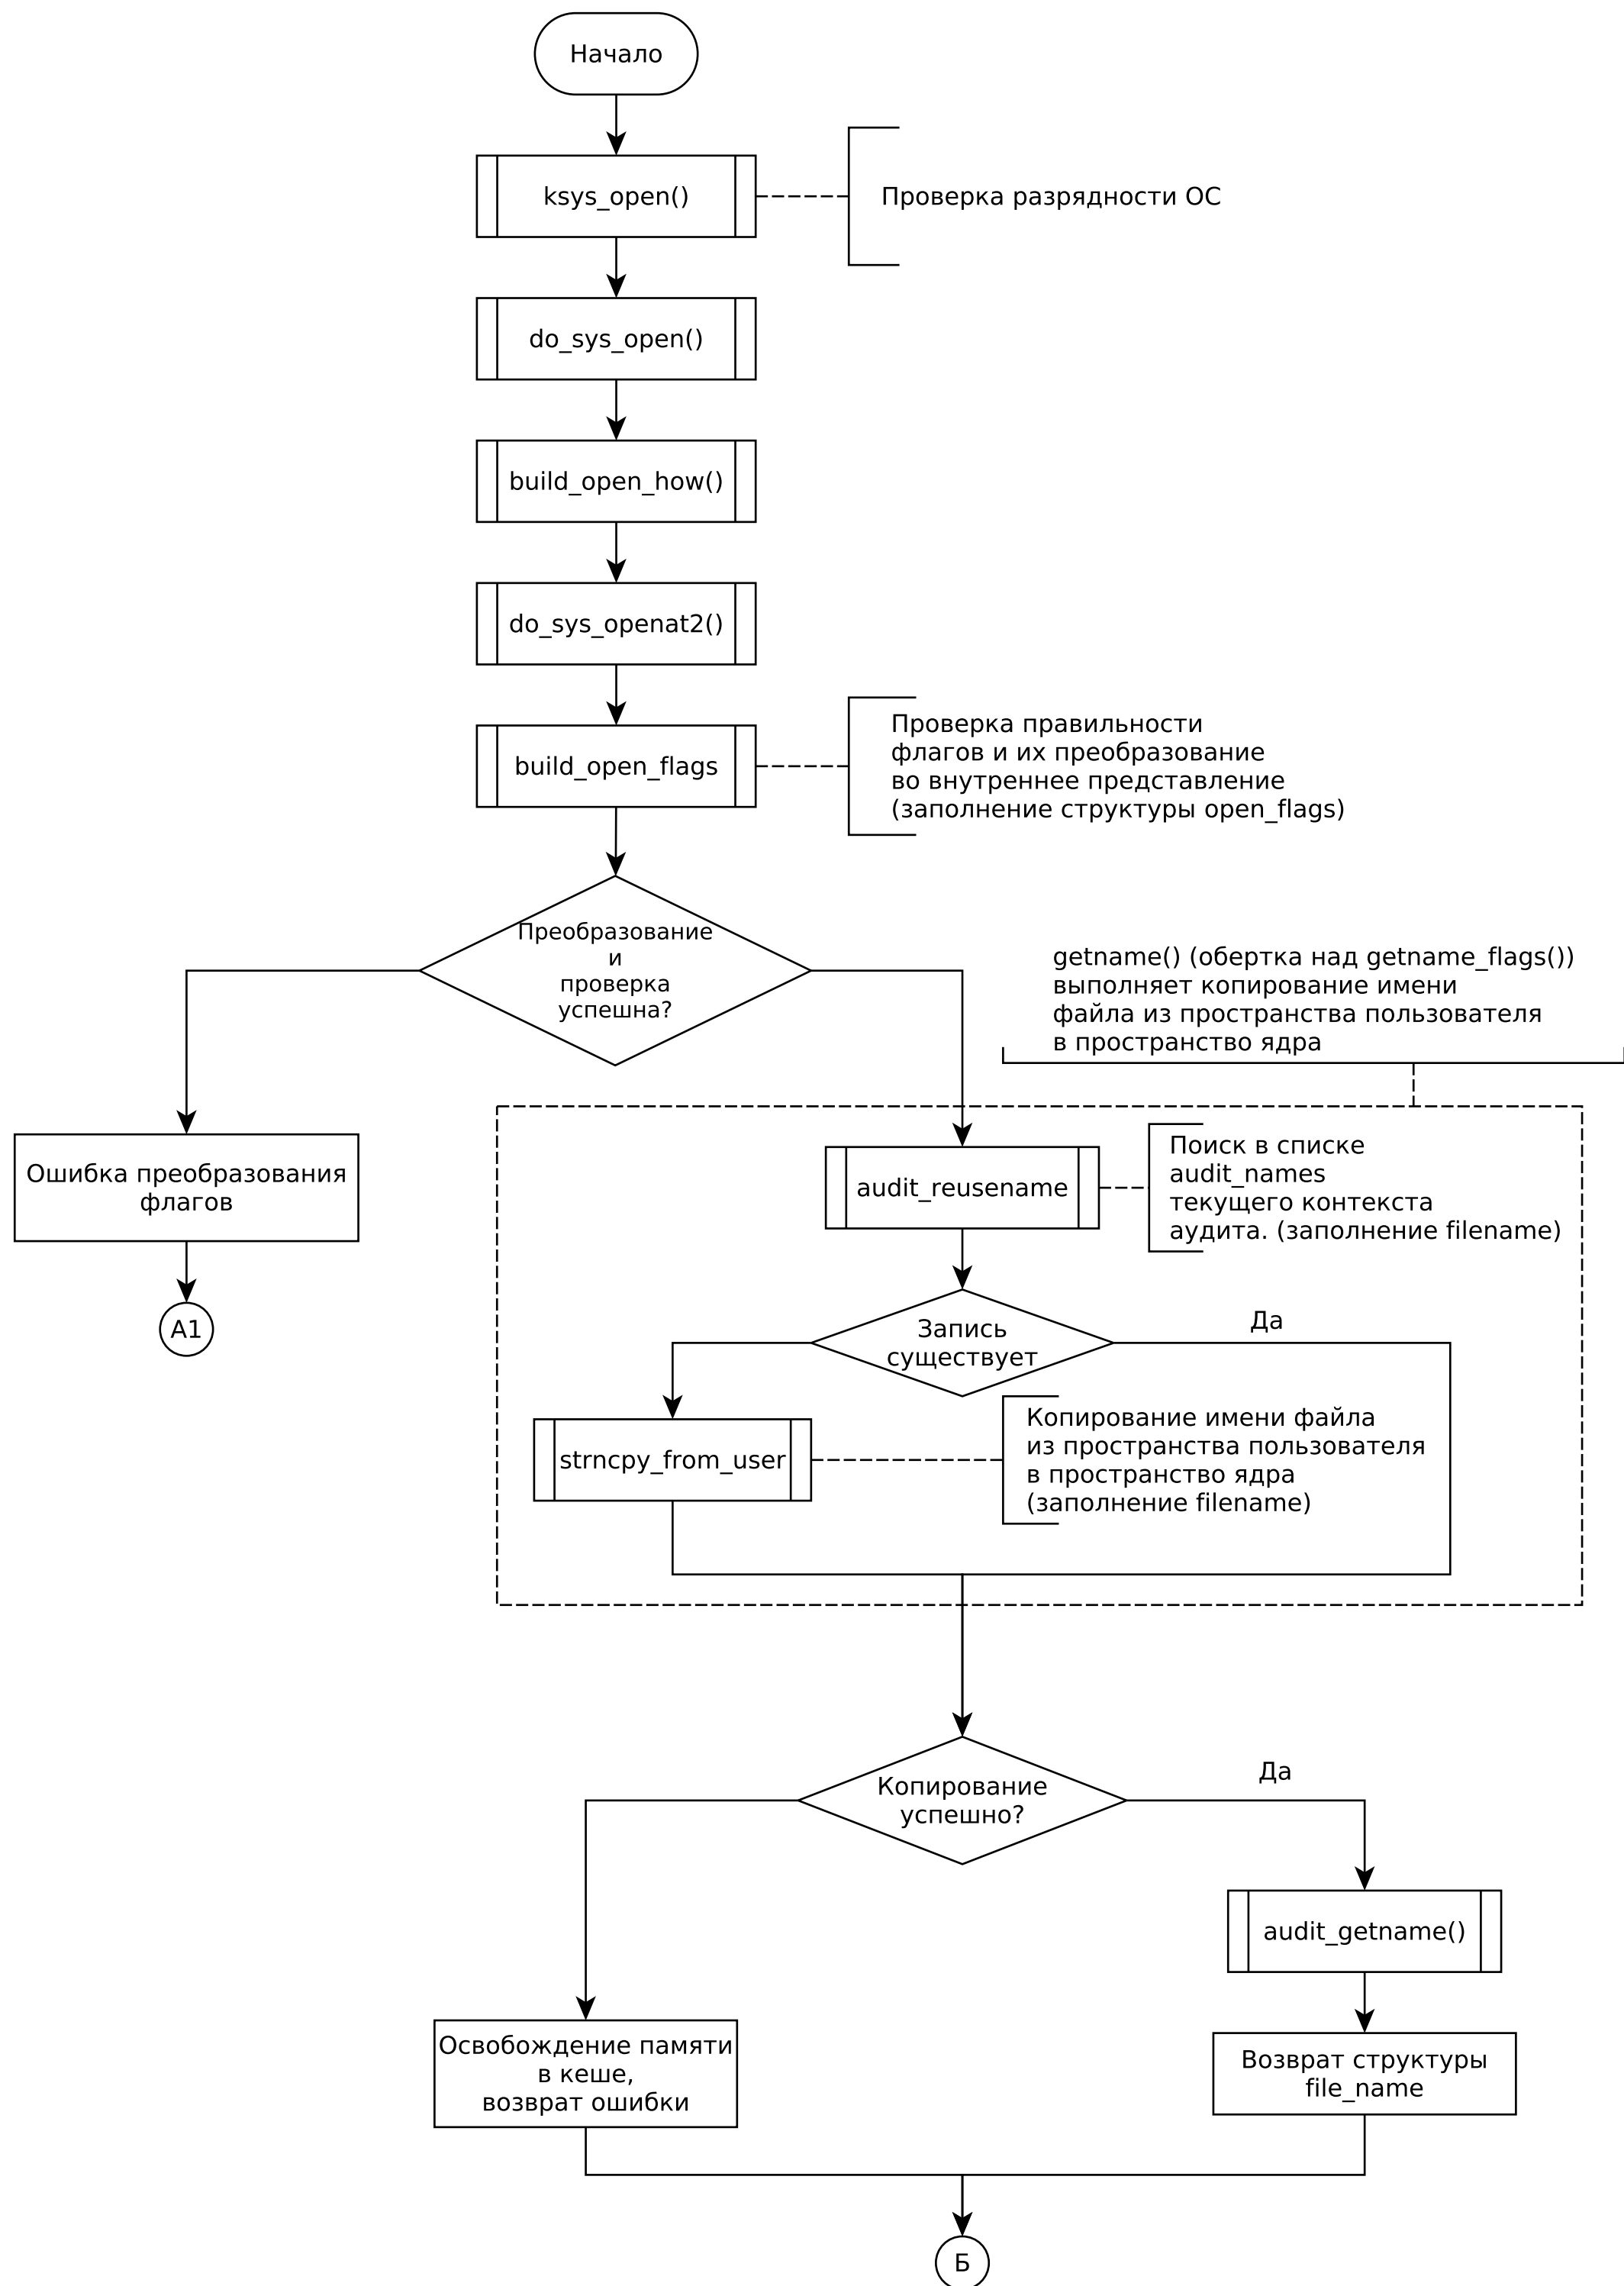 Начало
ksys_open()
Проверка разрядности ОС
do_sys_open()
build_open_how()
do_sys_openat2()
build_open_flags
Проверка правильности
флагов и их преобразование
во внутреннее представление
(заполнение структуры open_flags)
Преобразование
и
проверка
успешна?
getname() (обертка над getname_flags())
выполняет копирование имени
файла из пространства пользователя
в пространство ядра
Ошибка преобразования
флагов
A1
audit_reusename
Поиск в списке
audit_names
текущего контекста
аудита. (заполнение filename)
Запись
существует
Да
strncpy_from_user
Копирование имени файла
из пространства пользователя
в пространство ядра
(заполнение filename)
Копирование
успешно?
Да
audit_getname()
Освобождение памяти
в кеше,
возврат ошибки
Возврат структуры
file_name
Б